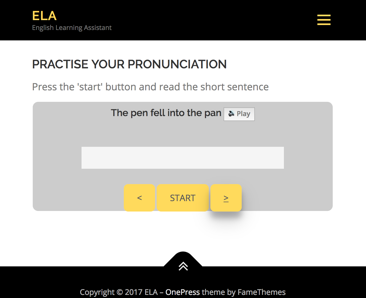 ELA
English Learning Assistant
PRACTISE YOUR PRONUNCIATION
Press the 'start' button and read the short sentence
The pen fell into the pan Play
< START >
Copyright © 2017 ELA – OnePress theme by FameThemes